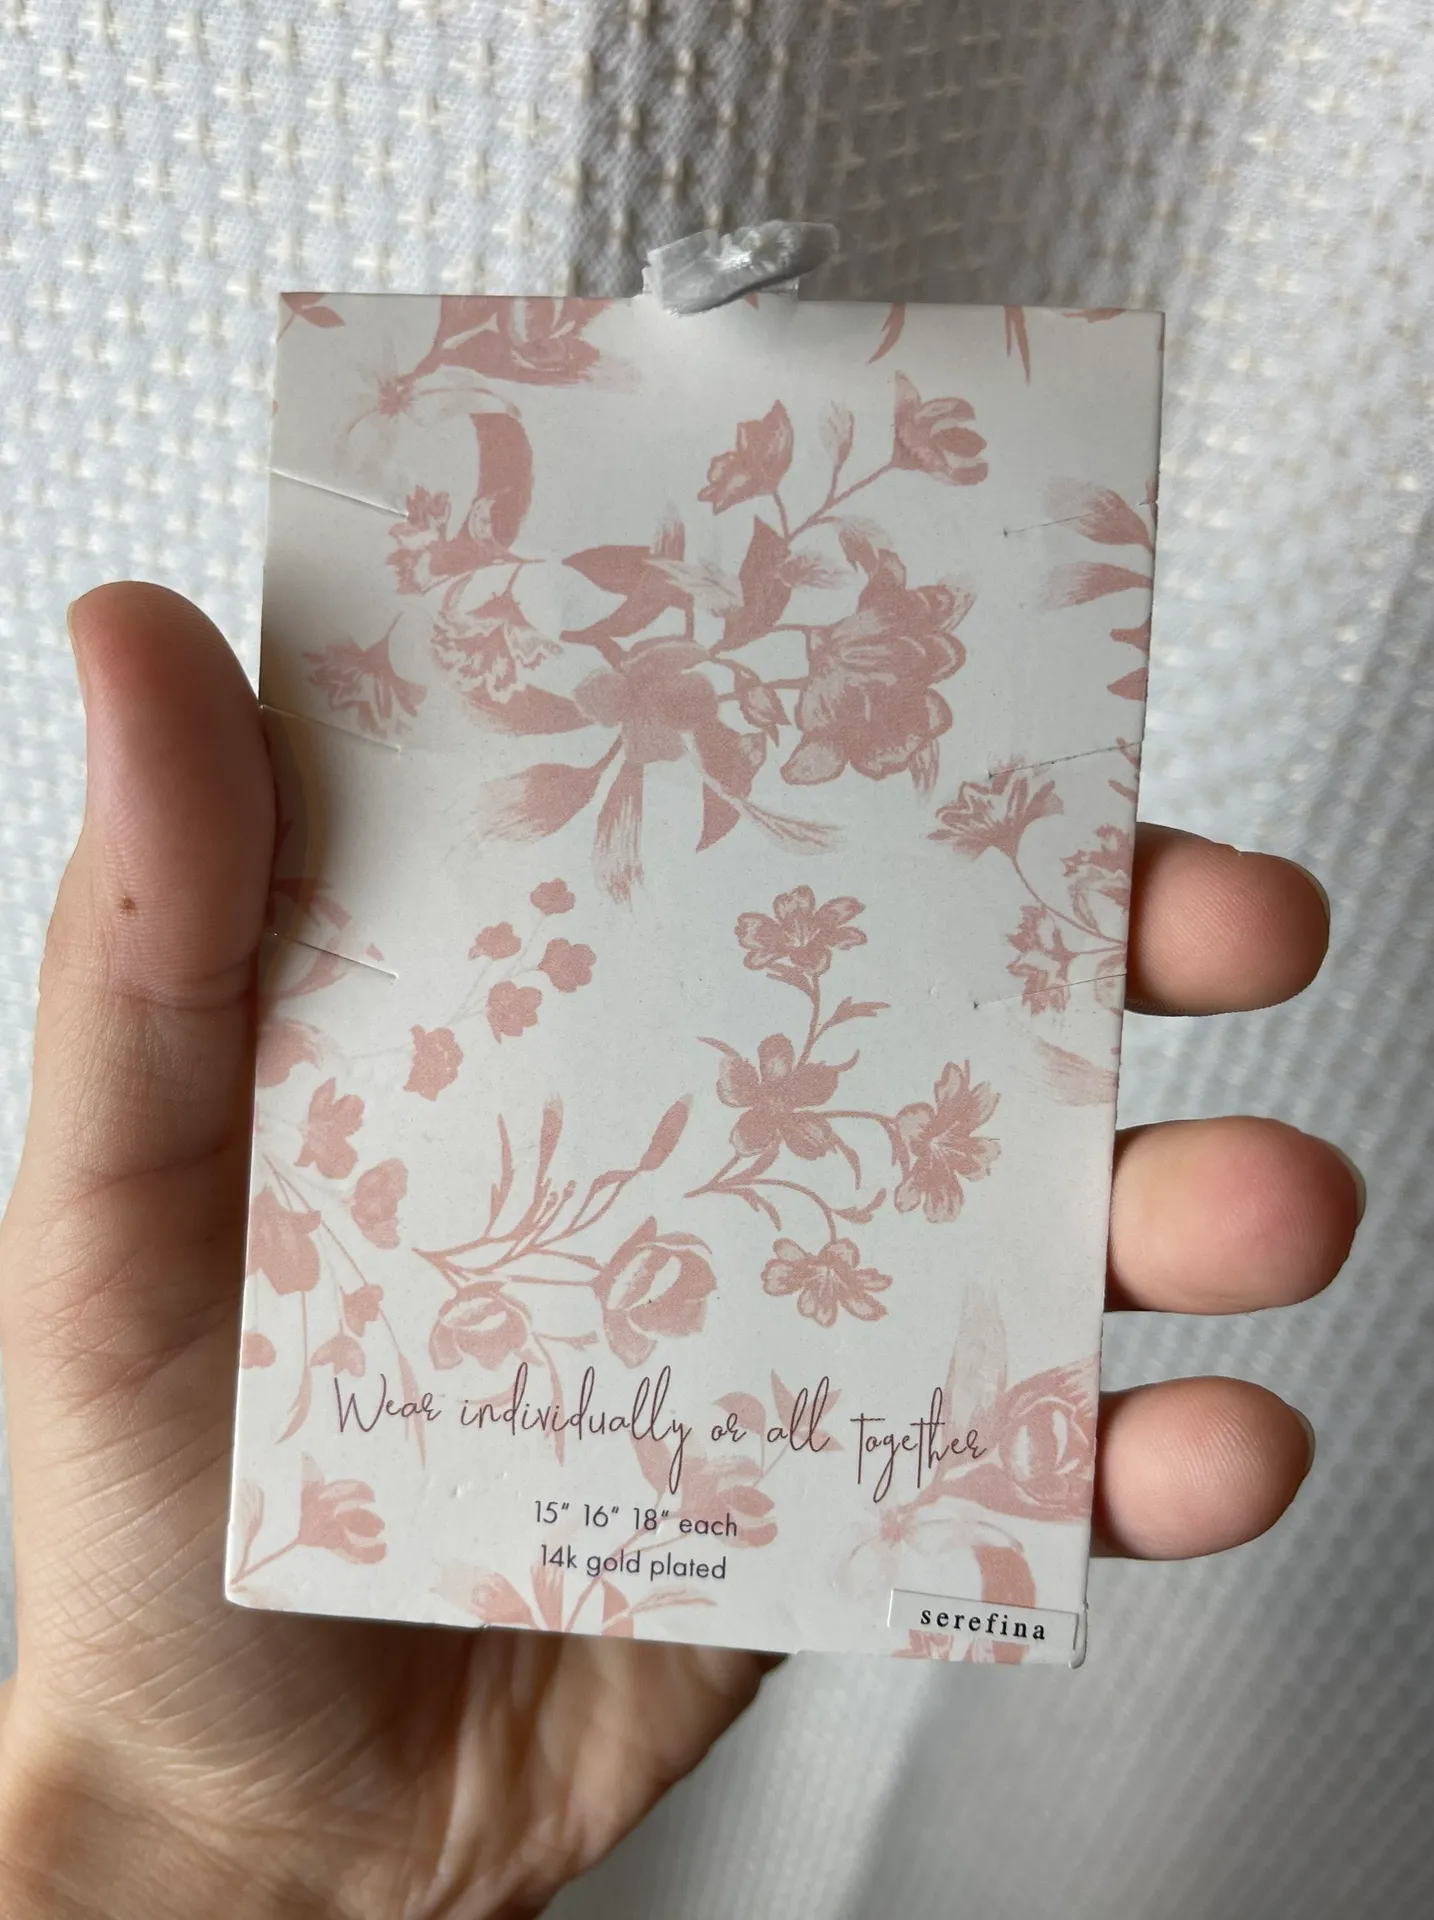 Wear individually or all together
15" 16" 18" each
14k gold plated
serefina